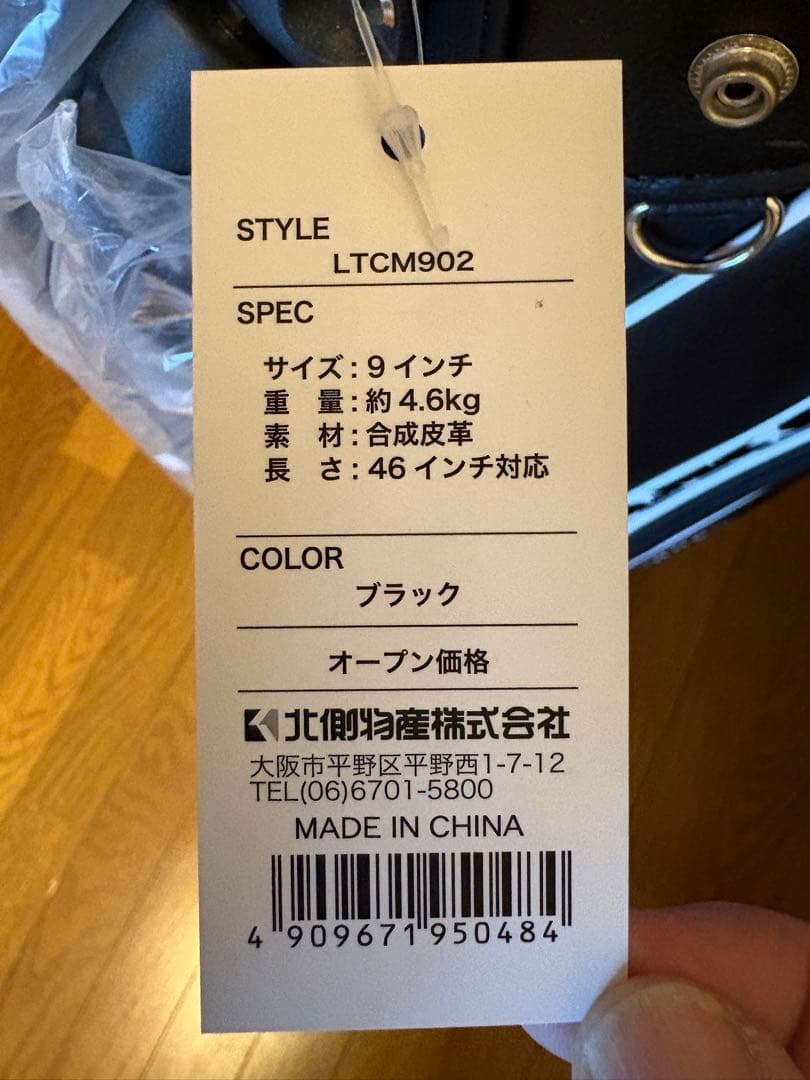 STYLE
LTCM902
SPEC
サイズ:9インチ
重 量:約4.6kg
素 材:合成皮革
長 さ:46インチ対応
COLOR
ブラック
オープン価格
北側物産株式会社
大阪市平野区平野西1-7-12
TEL(06)6701-5800
MADE IN CHINA
4 909671 950484